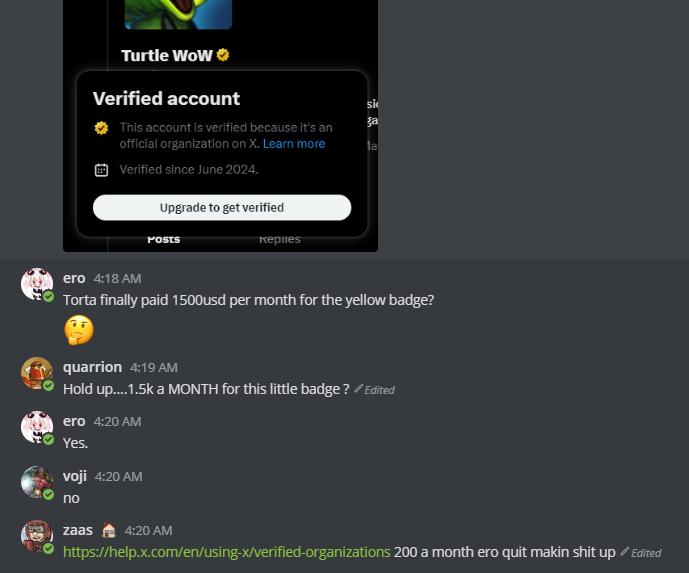 Turtle WoW
Verified account
This account is verified because it's an
official organization on X. Learn more
Verified since June 2024.
Upgrade to get verified
Posts Replies
ero 4:18 AM
Torta finally paid 1500usd per month for the yellow badge?
quarrion 4:19 AM
Hold up....1.5k a MONTH for this little badge ? Edited
ero 4:20 AM
Yes.
voji 4:20 AM
no
zaas 4:20 AM
https://help.x.com/en/using-x/verified-organizations 200 a month ero quit makin shit up Edited